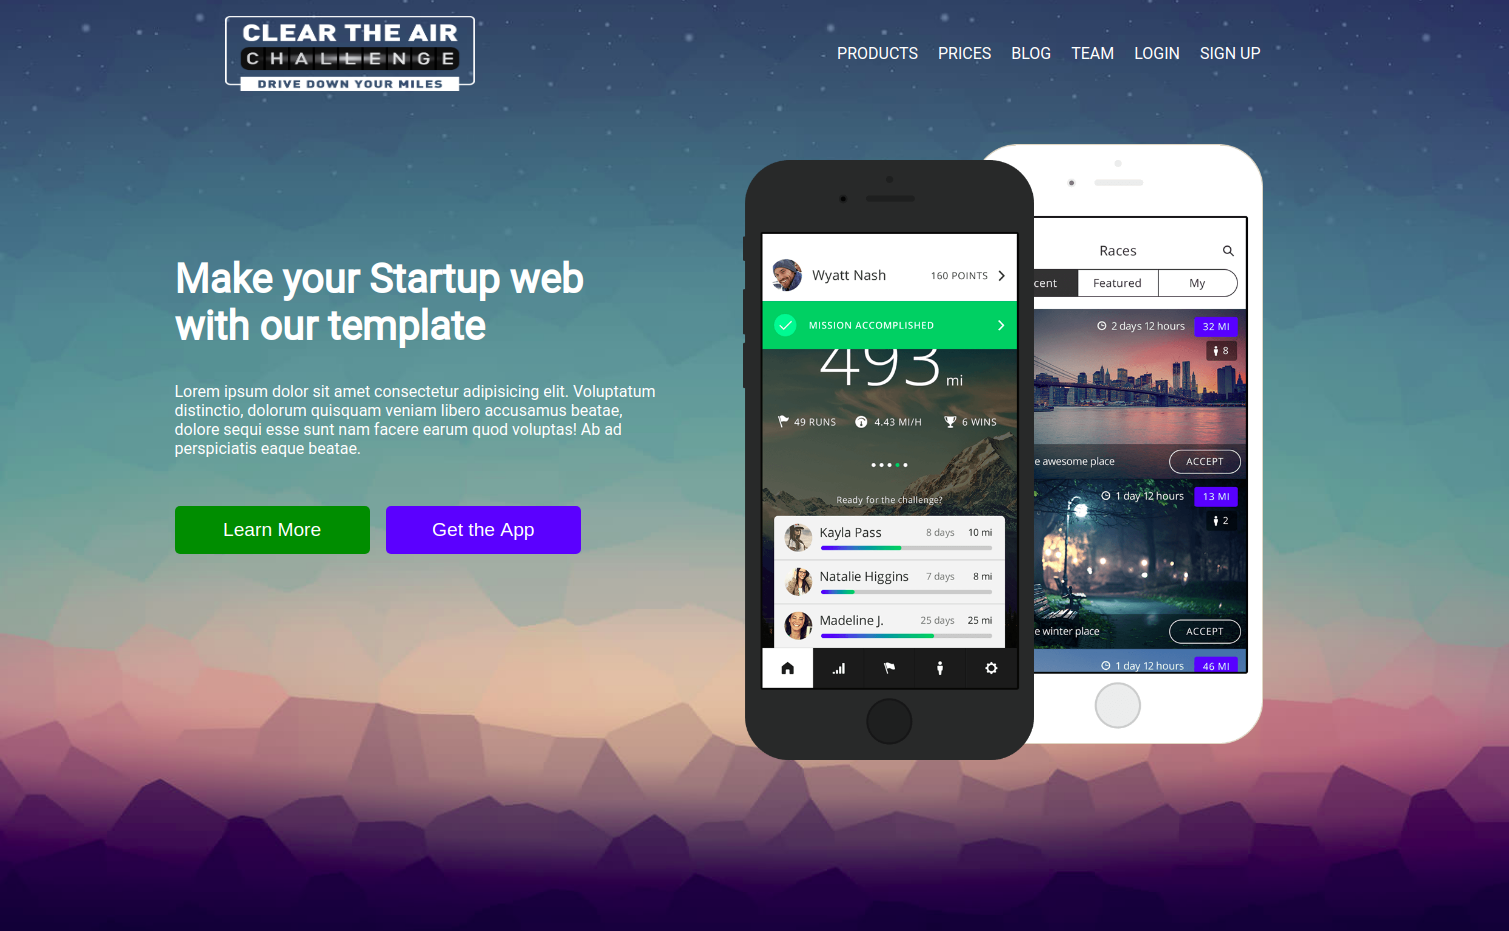 CLEAR THE AIR
CHALLENGE
DRIVE DOWN YOUR MILES
PRODUCTS PRICES BLOG TEAM LOGIN SIGN UP
Make your Startup web
with our template
Lorem ipsum dolor sit amet consectetur adipisicing elit. Voluptatum
distinctio, dolorum quisquam veniam libero accusamus beatae,
dolore sequi esse sunt nam facere earum quod voluptas! Ab ad
perspiciatis eaque beatae.
Learn More Get the App
Wyatt Nash 160 POINTS
MISSION ACCOMPLISHED
493 mi
49 RUNS 4.43 MI/H 6 WINS
Ready for the challenge?
Kayla Pass 8 days 10 mi
Natalie Higgins 7 days 8 mi
Madeline J. 25 days 25 mi
Races
cent Featured My
2 days 12 hours 32 MI
8
e awesome place ACCEPT
1 day 12 hours 13 MI
2
e winter place ACCEPT
1 day 12 hours 46 MI